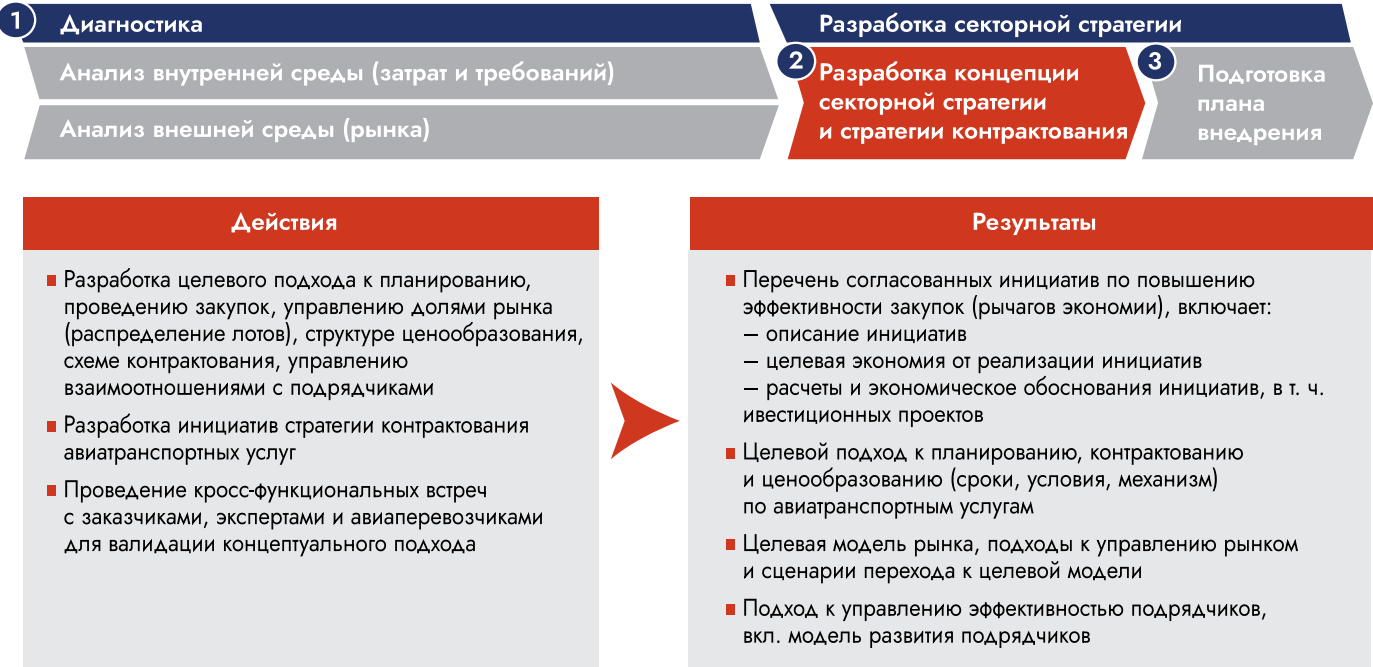 1 Диагностика
Анализ внутренней среды (затрат и требований)
Анализ внешней среды (рынка)
Разработка секторной стратегии
2 Разработка концепции
секторной стратегии
и стратегии контрактования
3 Подготовка
плана
внедрения
Действия
Разработка целевого подхода к планированию,
проведению закупок, управлению долями рынка
(распределение лотов), структуре ценообразования,
схеме контрактования, управлению
взаимоотношениями с подрядчиками
Разработка инициатив стратегии контрактования
авиатранспортных услуг
Проведение кросс-функциональных встреч
с заказчиками, экспертами и авиаперевозчиками
для валидации концептуального подхода
Результаты
Перечень согласованных инициатив по повышению
эффективности закупок (рычагов экономии), включает:
– описание инициатив
– целевая экономия от реализации инициатив
– расчеты и экономическое обоснования инициатив, в т. ч.
ивестиционных проектов
Целевой подход к планированию, контрактованию
и ценообразованию (сроки, условия, механизм)
по авиатранспортным услугам
Целевая модель рынка, подходы к управлению рынком
и сценарии перехода к целевой модели
Подход к управлению эффективностью подрядчиков,
вкл. модель развития подрядчиков